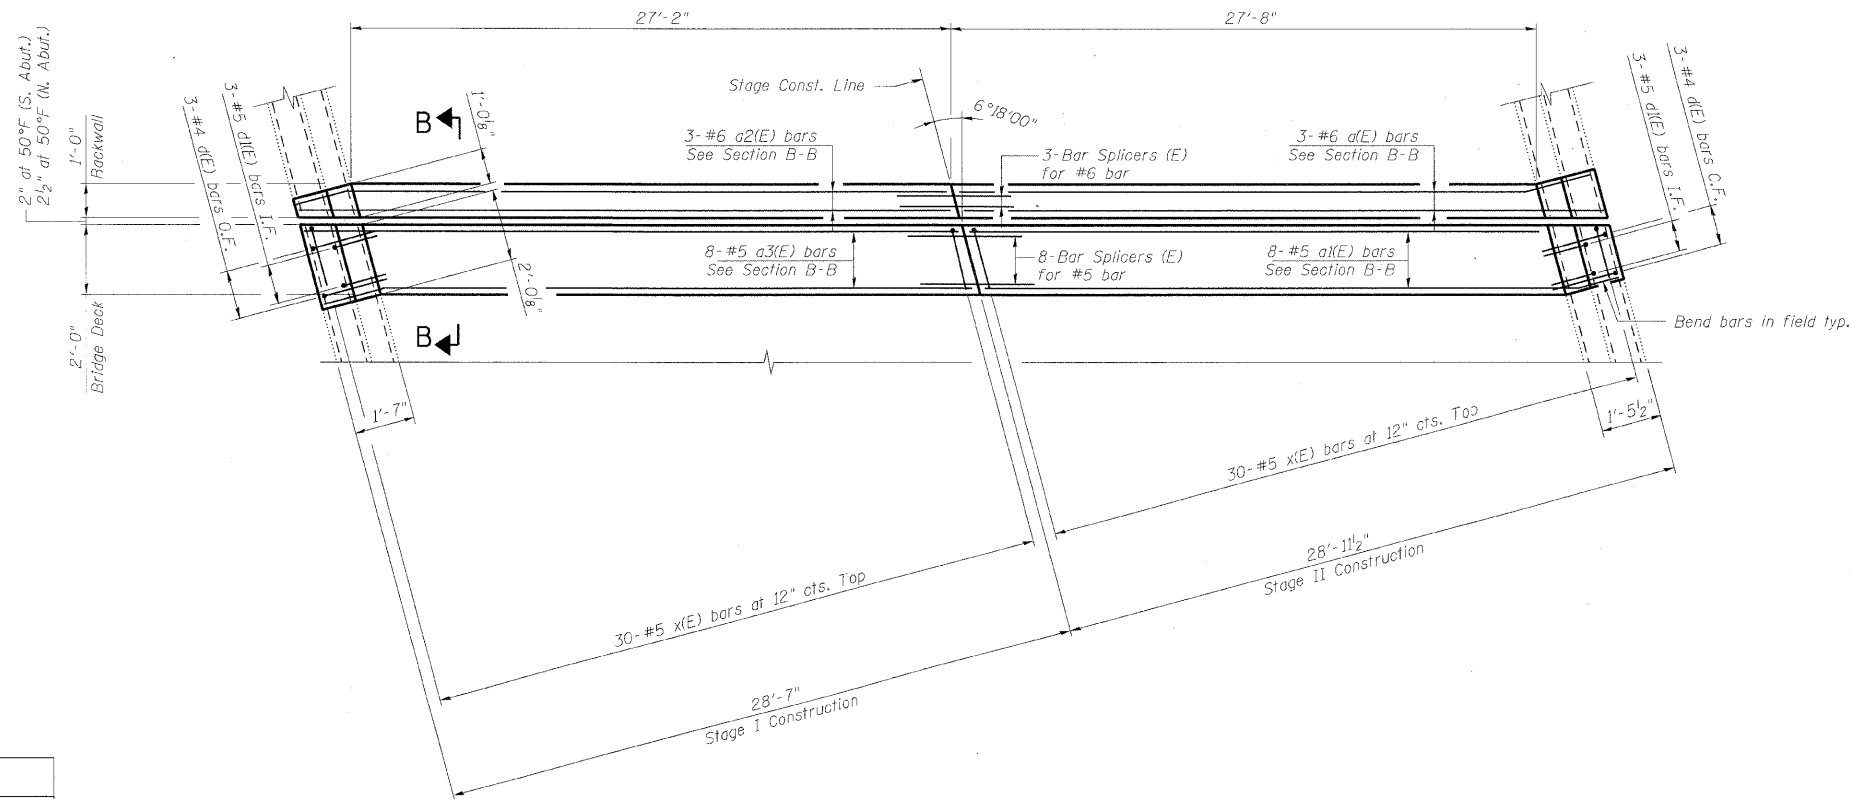 27'-2"
27'-8"
2" at 50°F (S. Abut.)
2½" at 50°F (N. Abut.)
1'-0"
Backwall
2'-0"
Bridge Deck
3-#4 d(E) bars O.F.
3-#5 d1(E) bars I.F.
B
B
1'-0⅛"
2'-0⅛"
Stage Const. Line
6°18'00"
3-#6 a2(E) bars
See Section B-B
3-Bar Splicers (E)
for #6 bar
3-#6 a(E) bars
See Section B-B
8-#5 a3(E) bars
See Section B-B
8-Bar Splicers (E)
for #5 bar
8-#5 a1(E) bars
See Section B-B
3-#5 d1(E) bars I.F.
3-#4 d(E) bars O.F.
Bend bars in field typ.
1'-7"
1'-5½"
30-#5 x(E) bars at 12" cts. Top
30-#5 x(E) bars at 12" cts. Top
28'-11½"
Stage II Construction
28'-7"
Stage I Construction